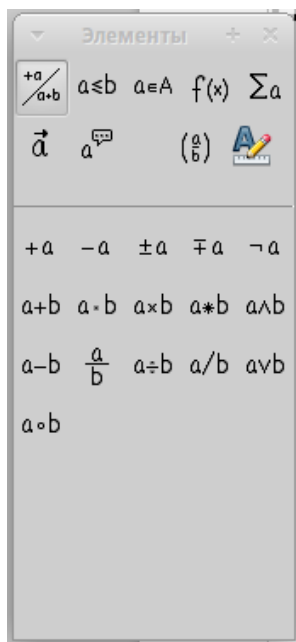 Элементы
+a/a+b a≤b a∈A f(x) Σa
a⃗ a (a/b) A
+a −a ±a ∓a ¬a
a+b a·b a×b a∗b a∧b
a−b a/b a÷b a/b a∨b
a∘b